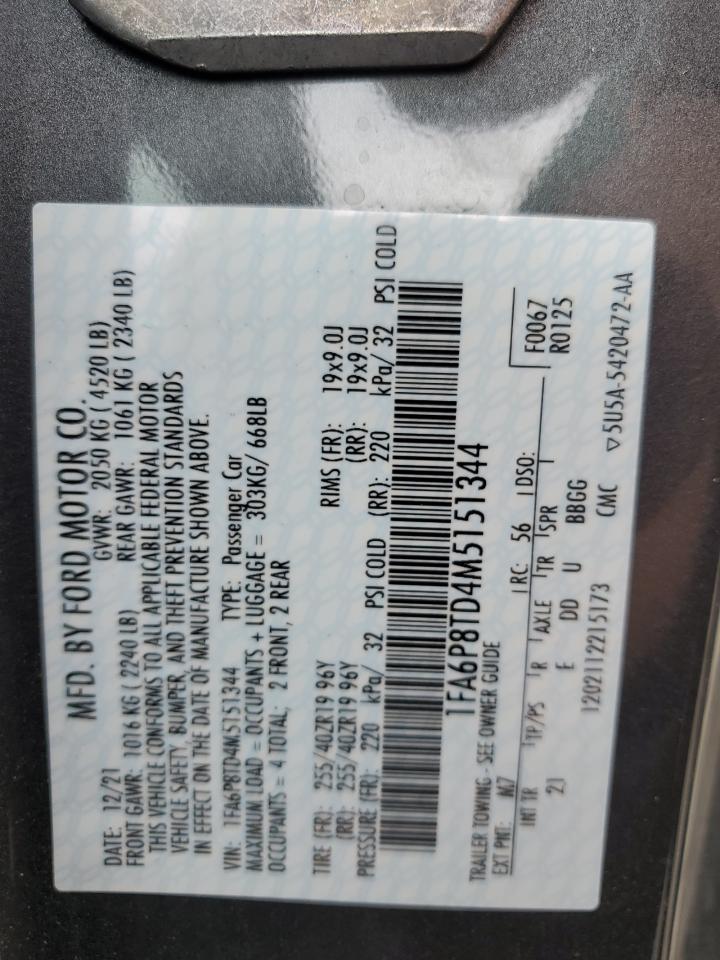 MFD. BY FORD MOTOR CO.
DATE: 12/21 GVWR: 2050 KG ( 4520 LB)
FRONT GAWR: 1016 KG ( 2240 LB) REAR GAWR: 1061 KG ( 2340 LB)
THIS VEHICLE CONFORMS TO ALL APPLICABLE FEDERAL MOTOR
VEHICLE SAFETY, BUMPER, AND THEFT PREVENTION STANDARDS
IN EFFECT ON THE DATE OF MANUFACTURE SHOWN ABOVE.
VIN: 1FA6P8TD4M5151344 TYPE: Passenger Car
MAXIMUM LOAD = OCCUPANTS + LUGGAGE = 303KG/ 668LB
OCCUPANTS = 4 TOTAL; 2 FRONT, 2 REAR
TIRE (FR): 255/40ZR19 96Y RIMS (FR): 19x9.0J
(RR): 255/40ZR19 96Y (RR): 19x9.0J
PRESSURE (FR): 220 kPa/ 32 PSI COLD (RR): 220 kPa/ 32 PSI COLD
1FA6P8TD4M5151344
TRAILER TOWING - SEE OWNER GUIDE
EXT PNT: M7 RC: 56 DSO: F0067
INT TR TP/PS R AXLE TR SPR R0125
21 E DD U BBGG
1202112215173 CMC ▽5U5A-5420472-AA